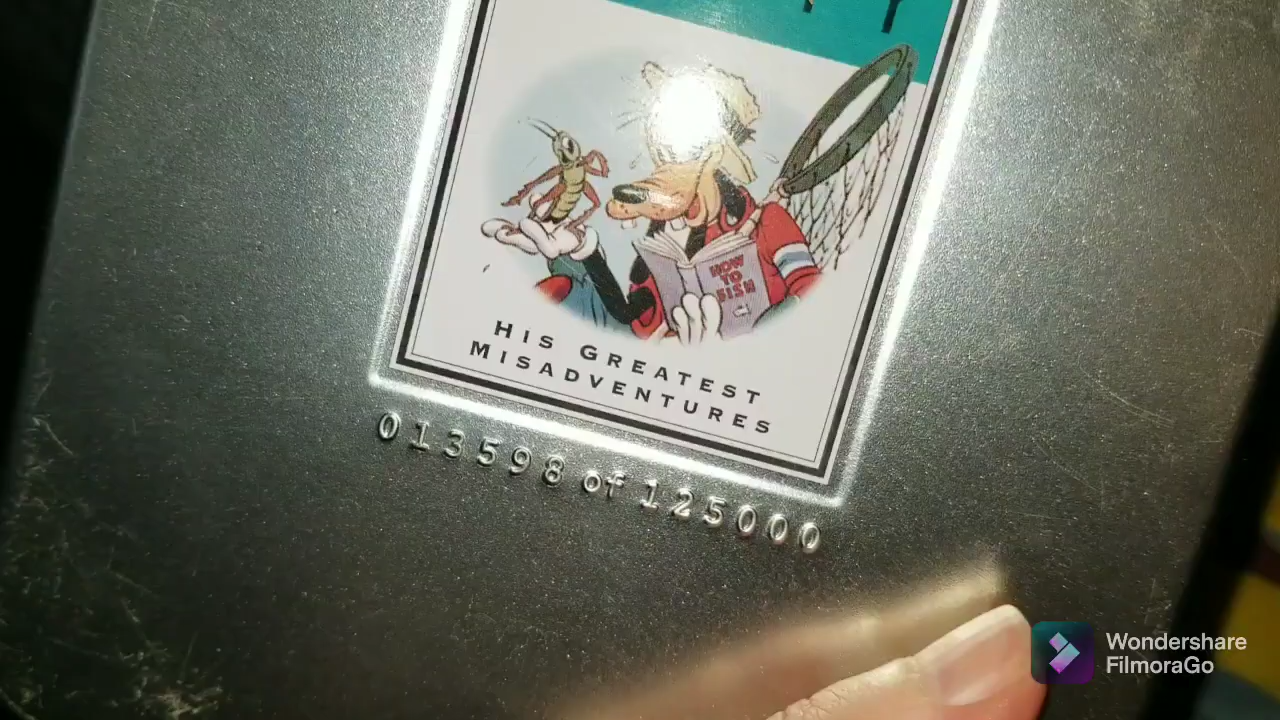 HOW
TO
FISH
HIS GREATEST
MISADVENTURES
013598 of 125000
Wondershare
FilmoraGo